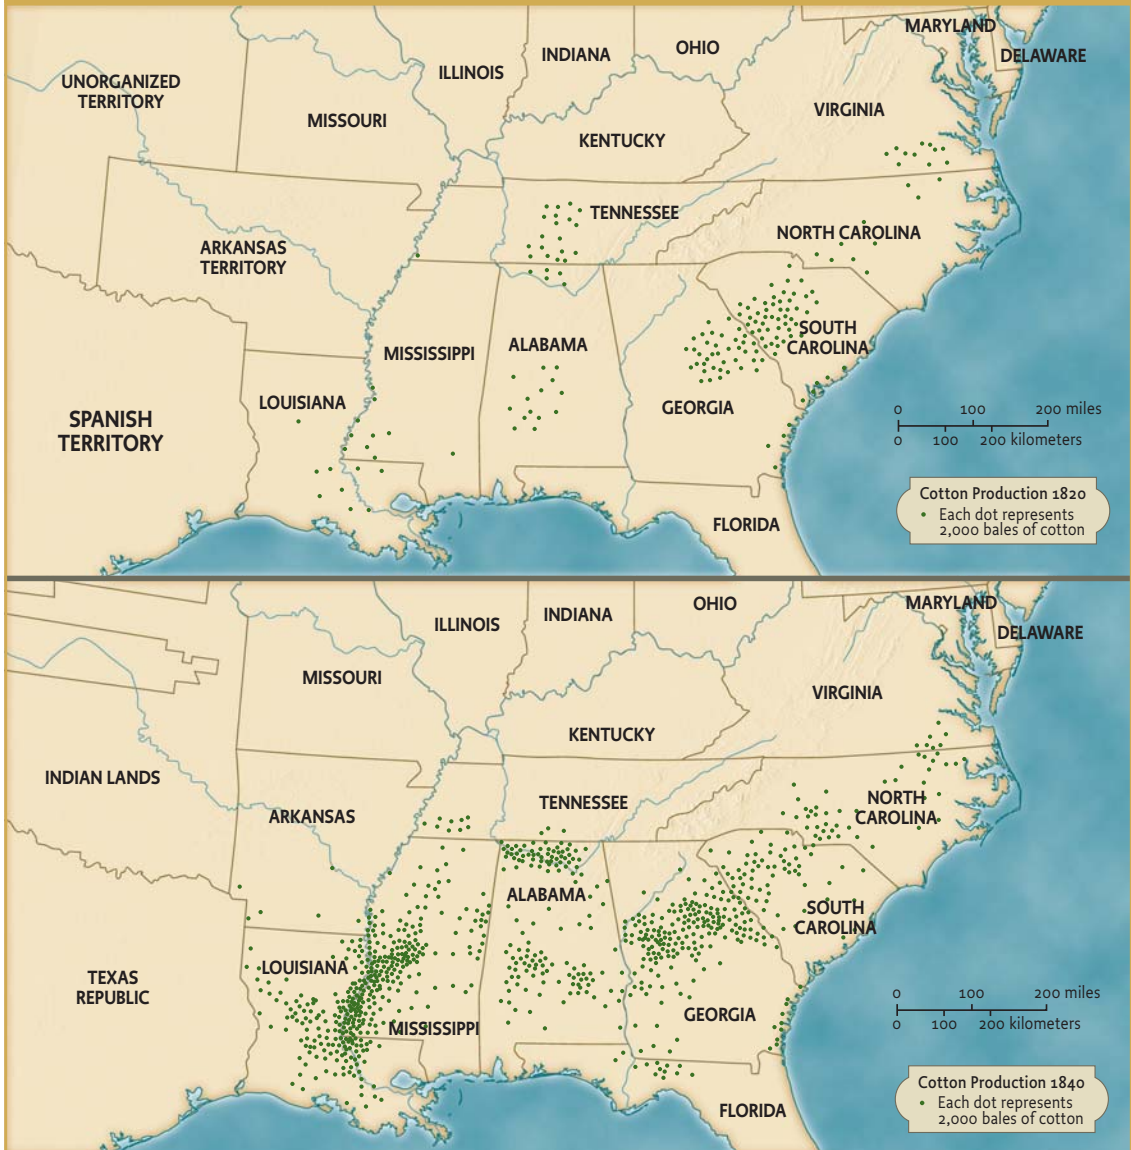 MARYLAND
DELAWARE
OHIO
INDIANA
ILLINOIS
UNORGANIZED
TERRITORY
MISSOURI
VIRGINIA
KENTUCKY
TENNESSEE
NORTH CAROLINA
ARKANSAS
TERRITORY
SOUTH
CAROLINA
MISSISSIPPI
ALABAMA
LOUISIANA
GEORGIA
SPANISH
TERRITORY
0 100 200 miles
0 100 200 kilometers
Cotton Production 1820
Each dot represents
2,000 bales of cotton
FLORIDA
MARYLAND
DELAWARE
OHIO
INDIANA
ILLINOIS
MISSOURI
VIRGINIA
KENTUCKY
INDIAN LANDS
TENNESSEE
NORTH
CAROLINA
ARKANSAS
ALABAMA
SOUTH
CAROLINA
LOUISIANA
TEXAS
REPUBLIC
MISSISSIPPI
GEORGIA
0 100 200 miles
0 100 200 kilometers
Cotton Production 1840
Each dot represents
2,000 bales of cotton
FLORIDA